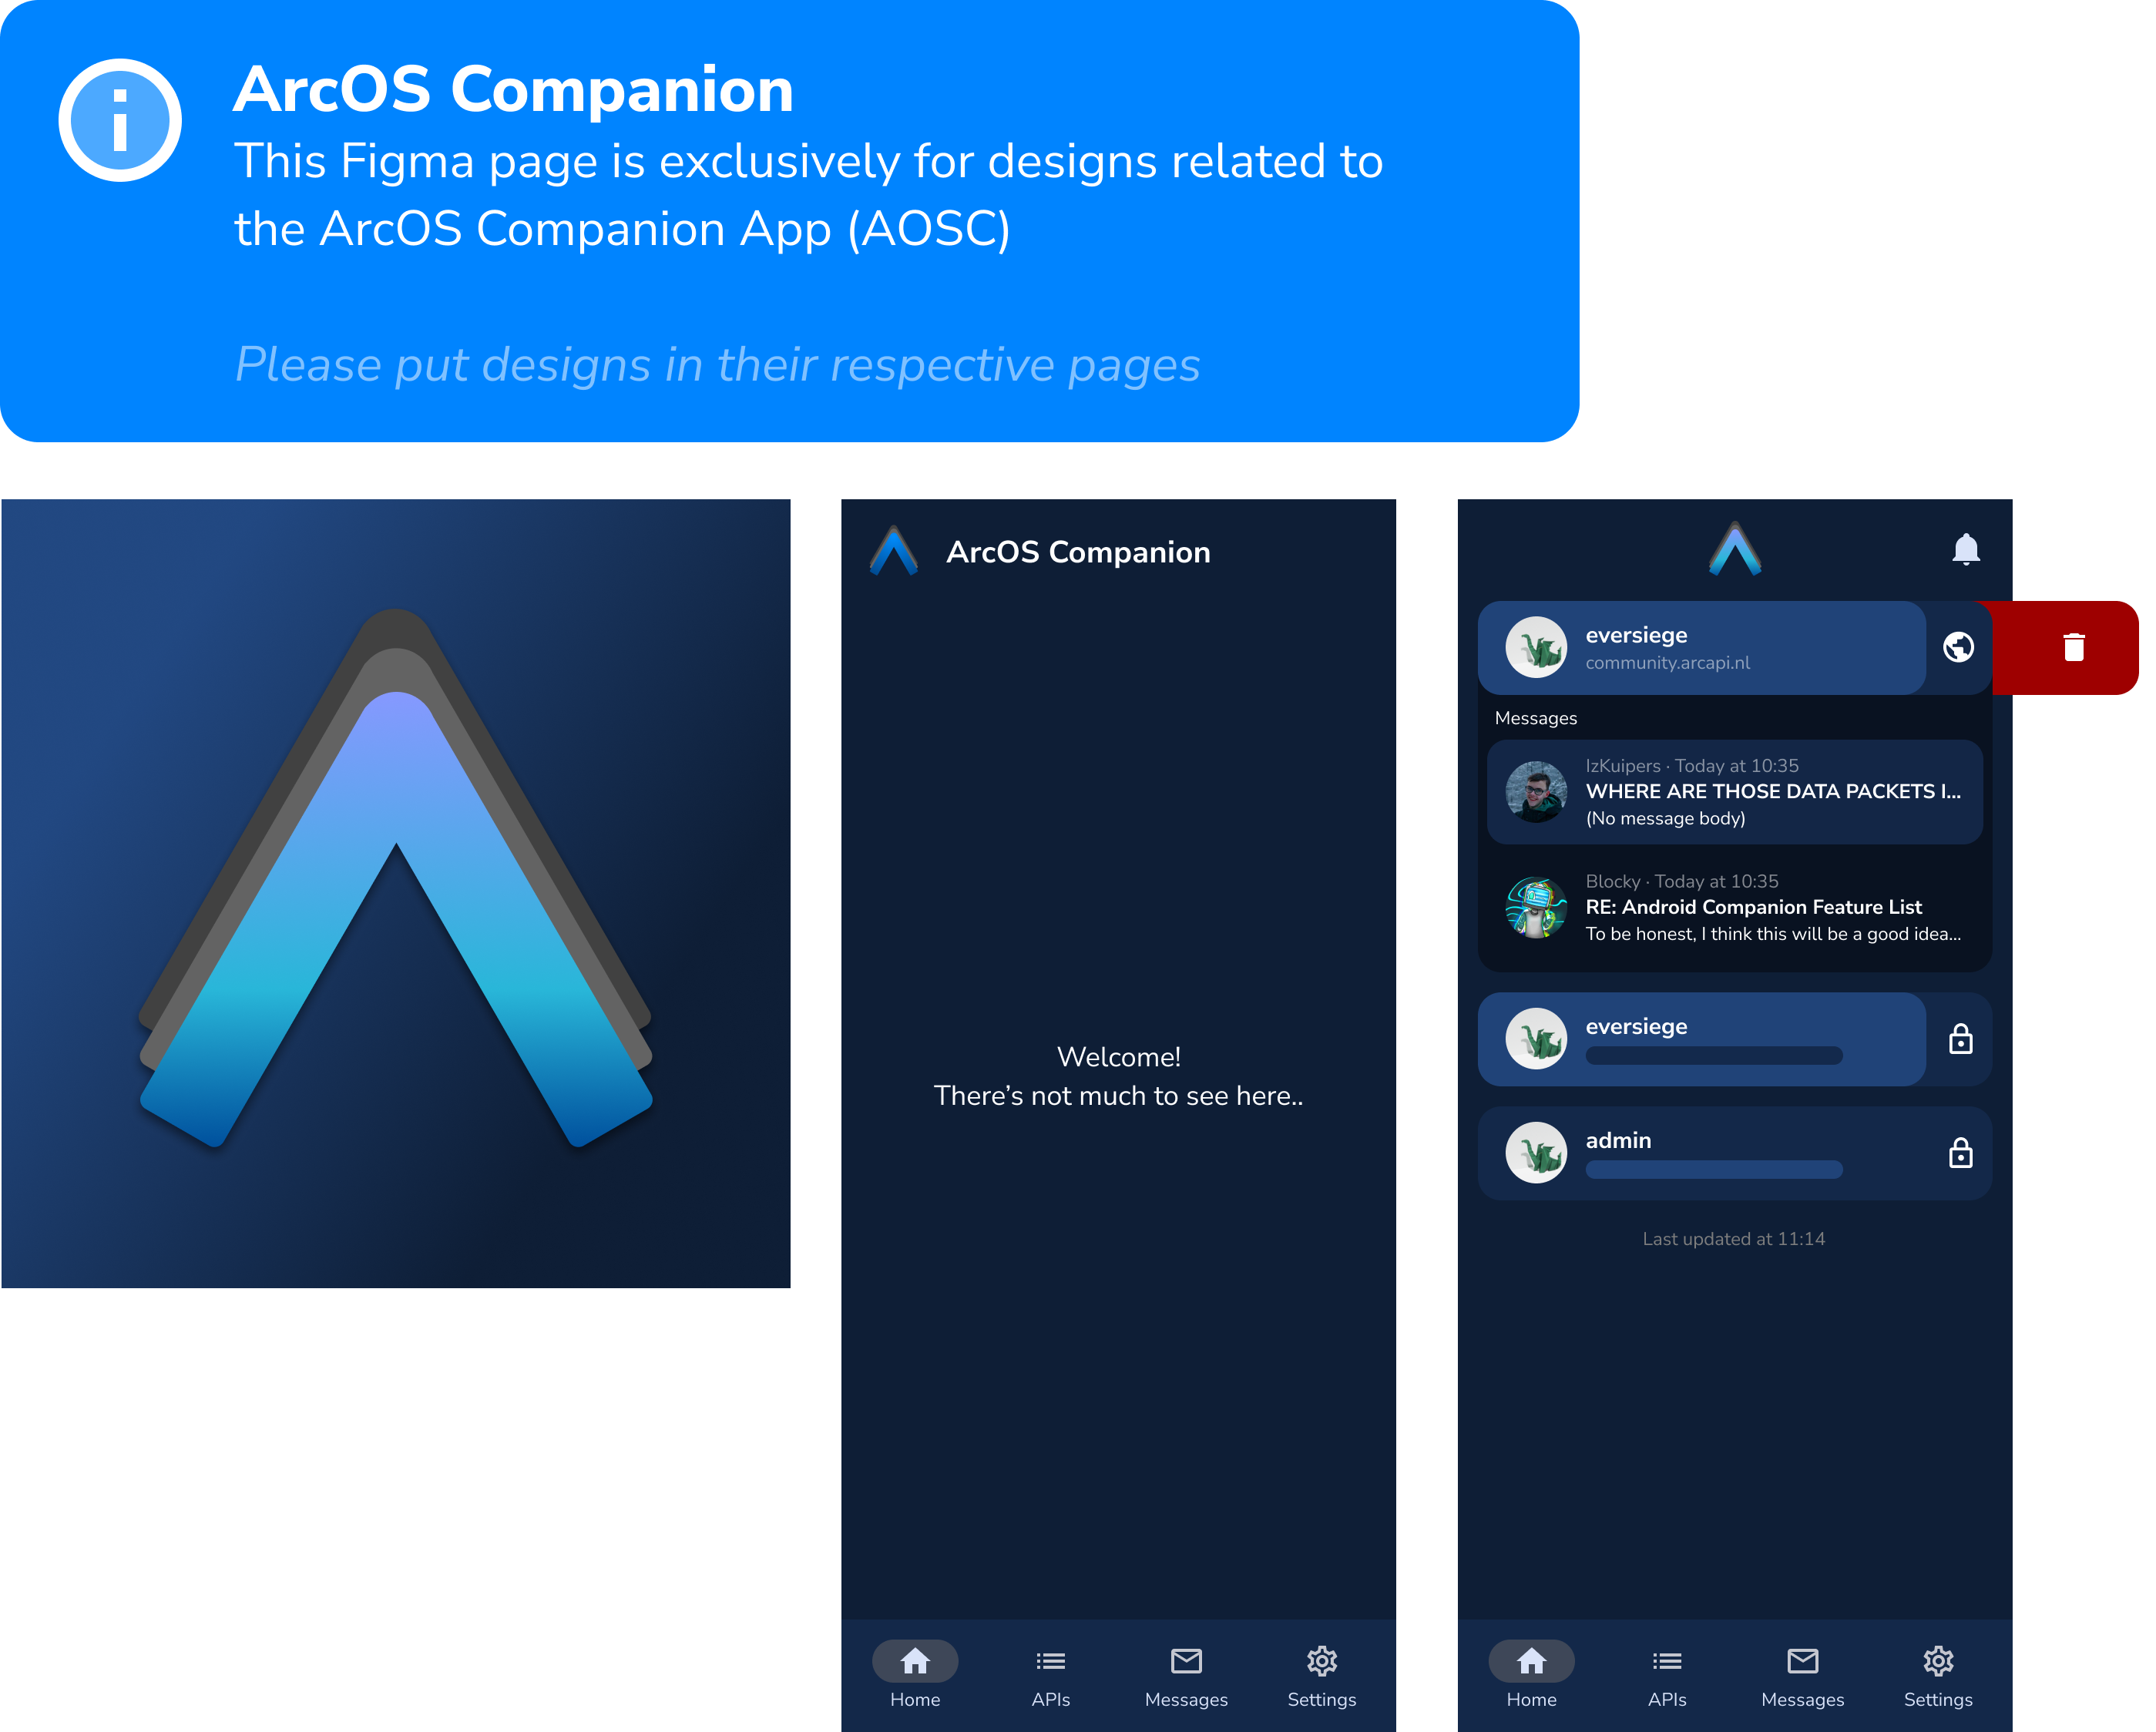 ArcOS Companion
This Figma page is exclusively for designs related to
the ArcOS Companion App (AOSC)
Please put designs in their respective pages
ArcOS Companion
Welcome!
There’s not much to see here..
Home
APIs
Messages
Settings
eversiege
community.arcapi.nl
Messages
IzKuipers · Today at 10:35
WHERE ARE THOSE DATA PACKETS I...
(No message body)
Blocky · Today at 10:35
RE: Android Companion Feature List
To be honest, I think this will be a good idea...
eversiege
admin
Last updated at 11:14
Home
APIs
Messages
Settings